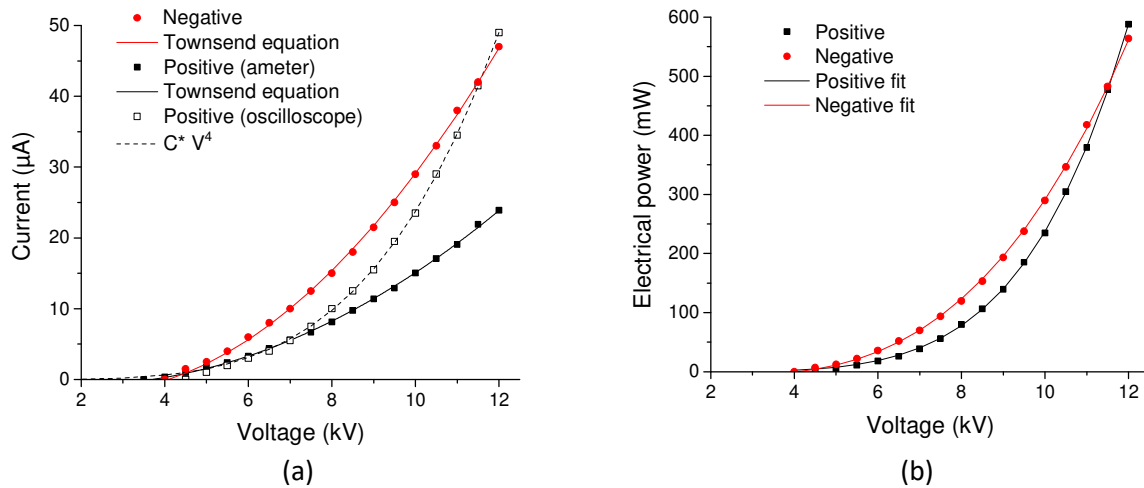 50
40
30
20
10
0
Current (µA)
Negative
Townsend equation
Positive (ameter)
Townsend equation
Positive (oscilloscope)
C* V⁴
2 4 6 8 10 12
Voltage (kV)
(a)
600
500
400
300
200
100
0
Electrical power (mW)
Positive
Negative
Positive fit
Negative fit
2 4 6 8 10 12
Voltage (kV)
(b)